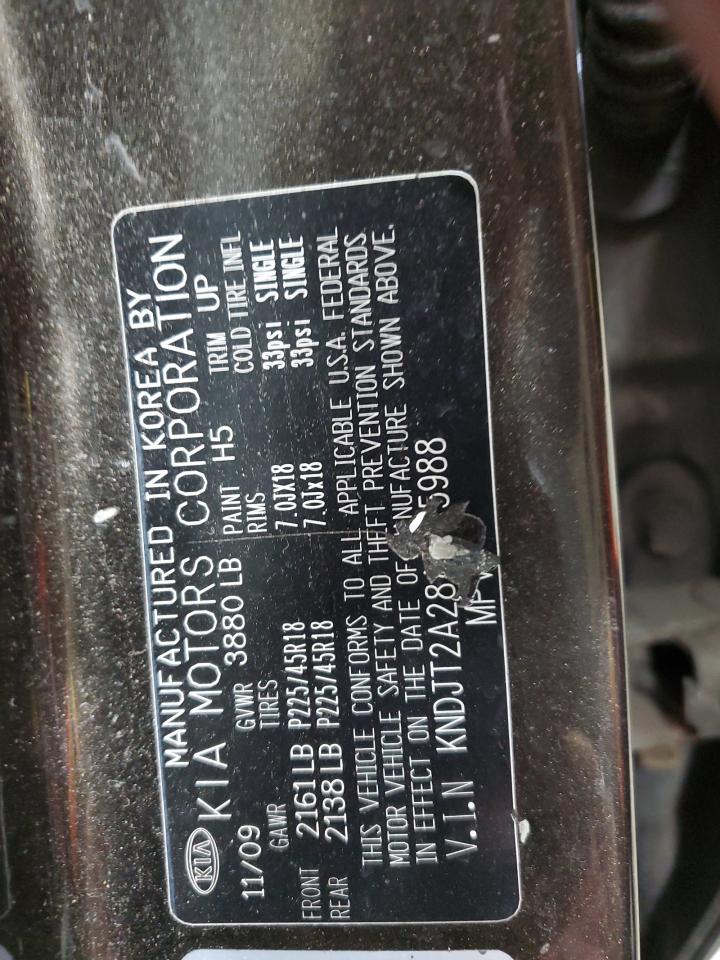 MANUFACTURED IN KOREA BY
KIA KIA MOTORS CORPORATION
11/09 GVWR 3880 LB PAINT H5 TRIM UP
GAWR TIRES RIMS COLD TIRE INFL
FRONT 2161LB P225/45R18 7.0JX18 33psi SINGLE
REAR 2138LB P225/45R18 7.0Jx18 33psi SINGLE
THIS VEHICLE CONFORMS TO ALL APPLICABLE U.S.A. FEDERAL
MOTOR VEHICLE SAFETY AND THEFT PREVENTION STANDARDS
IN EFFECT ON THE DATE OF NUFACTURE SHOWN ABOVE.
V.I.N KNDJT2A28 5988
MPV